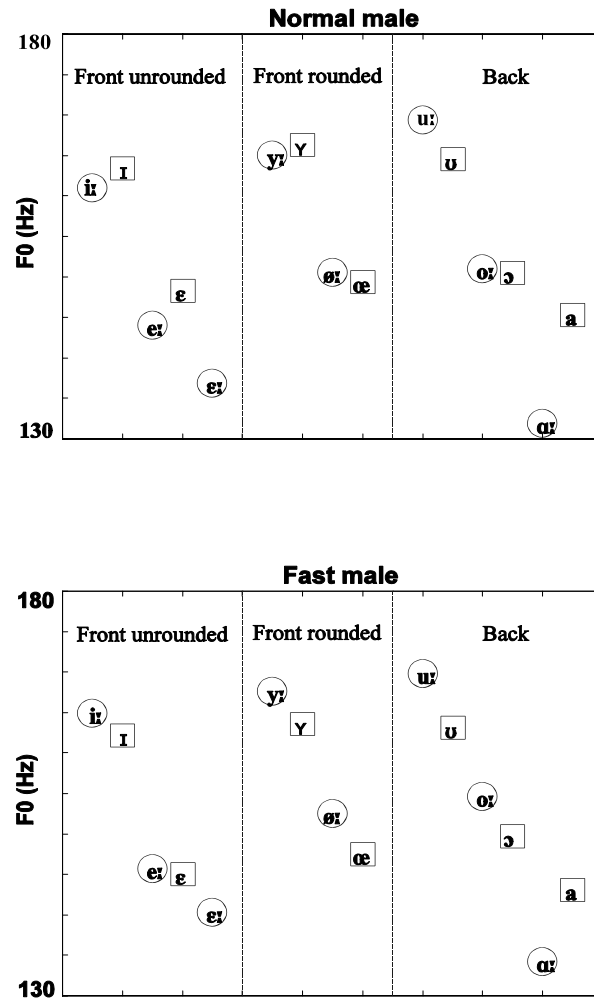 Normal male
180
Front unrounded Front rounded Back
uː
yː ʏ ʊ
iː ɪ
F0 (Hz)
oː ɔ
øː œ
ɛ
eː a
ɛː
ɑː
130
Fast male
180
Front unrounded Front rounded Back
uː
yː
iː ɪ ʏ ʊ
F0 (Hz)
oː
øː
ɔ
œ
eː ɛ
a
ɛː
ɑː
130